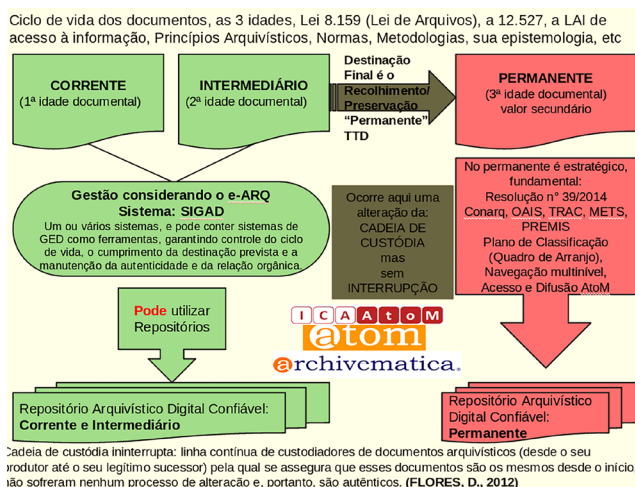 Ciclo de vida dos documentos, as 3 idades, Lei 8.159 (Lei de Arquivos), a 12.527, a LAI de
acesso à informação, Princípios Arquivísticos, Normas, Metodologias, sua epistemologia, etc
CORRENTE
(1ª idade documental)
INTERMEDIÁRIO
(2ª idade documental)
Destinação
Final é o
Recolhimento/
Preservação
“Permanente”
TTD
PERMANENTE
(3ª idade documental)
valor secundário
Gestão considerando o e-ARQ
Sistema: SIGAD
Um ou vários sistemas, e pode conter sistemas de
GED como ferramentas, garantindo controle do ciclo
de vida, o cumprimento da destinação prevista e a
manutenção da autenticidade e da relação orgânica.
Ocorre aqui uma
alteração da:
CADEIA DE
CUSTÓDIA
mas
sem
INTERRUPÇÃO
No permanente é estratégico,
fundamental:
Resolução n° 39/2014
Conarq, OAIS, TRAC, METS,
PREMIS
Plano de Classificação
(Quadro de Arranjo),
Navegação multinível,
Acesso e Difusão AtoM
Pode utilizar
Repositórios
ICAAtoM
atom
archivematica®
Repositório Arquivístico Digital Confiável:
Corrente e Intermediário
Repositório Arquivístico
Digital Confiável:
Permanente
Cadeia de custódia ininterrupta: linha contínua de custodiadores de documentos arquivísticos (desde o seu
produtor até o seu legítimo sucessor) pela qual se assegura que esses documentos são os mesmos desde o início,
não sofreram nenhum processo de alteração e, portanto, são autênticos. (FLORES, D., 2012)